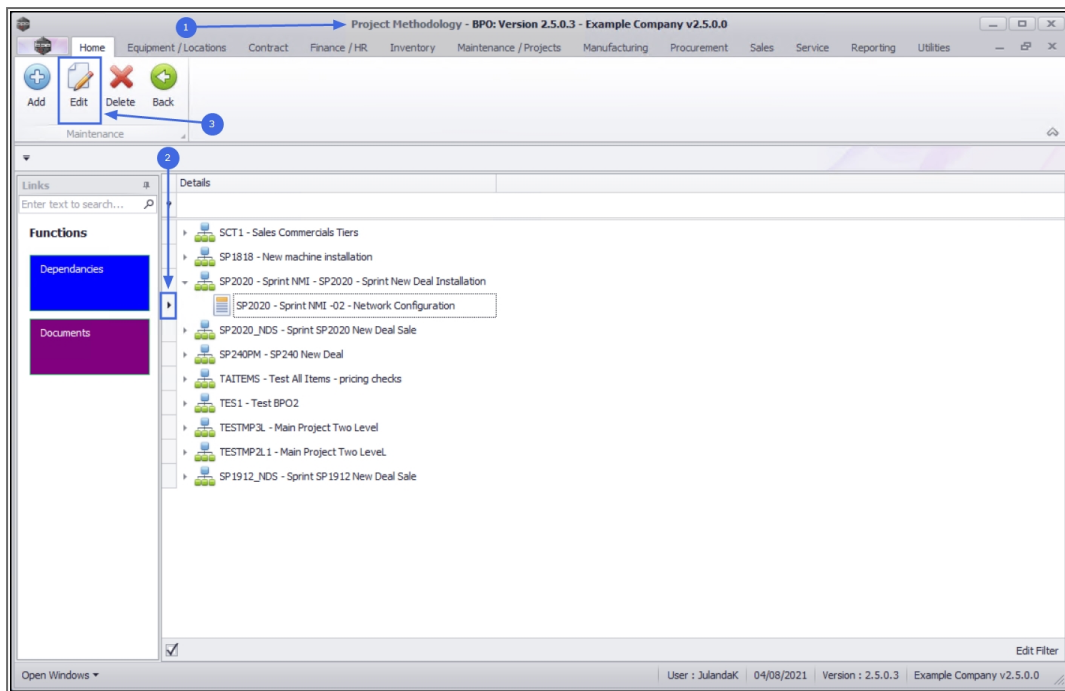 1
Project Methodology - BPO: Version 2.5.0.3 - Example Company v2.5.0.0
Home Equipment / Locations Contract Finance / HR Inventory Maintenance / Projects Manufacturing Procurement Sales Service Reporting Utilities
Add Edit Delete Back
3
Maintenance
2
Links
Details
Enter text to search...
Functions
SCT1 - Sales Commercials Tiers
SP1818 - New machine installation
Dependancies
SP2020 - Sprint NMI - SP2020 - Sprint New Deal Installation
SP2020 - Sprint NMI -02 - Network Configuration
Documents
SP2020_NDS - Sprint SP2020 New Deal Sale
SP240PM - SP240 New Deal
TAITEMS - Test All Items - pricing checks
TES1 - Test BPO2
TESTMP3L - Main Project Two Level
TESTMP2L1 - Main Project Two LeveL
SP1912_NDS - Sprint SP1912 New Deal Sale
Edit Filter
Open Windows
User : JulandaK 04/08/2021 Version : 2.5.0.3 Example Company v2.5.0.0